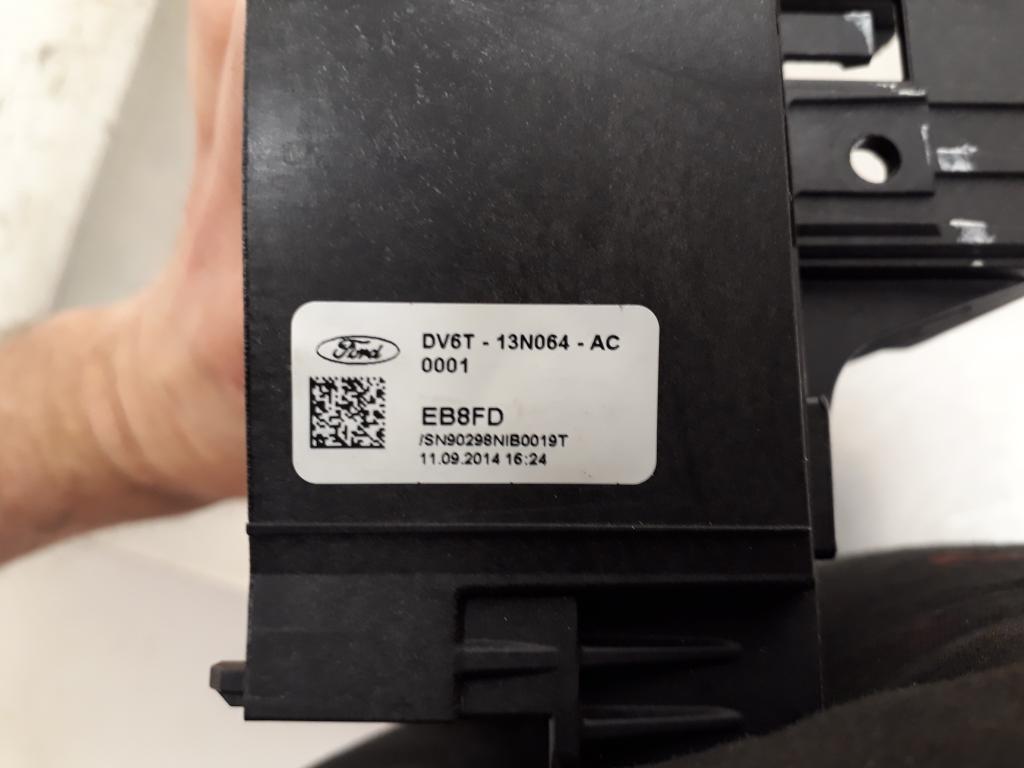 Ford
DV6T - 13N064 - AC
0001
EB8FD
/SN90298NIB0019T
11.09.2014 16:24